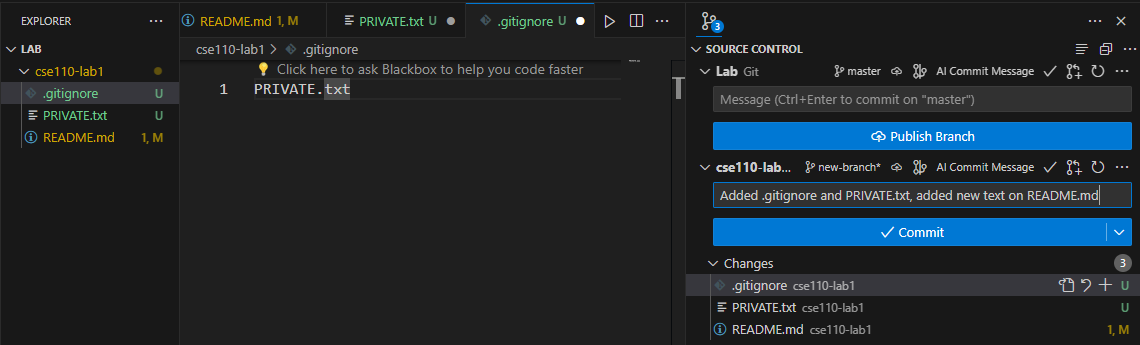 EXPLORER
LAB
cse110-lab1
.gitignore U
PRIVATE.txt U
README.md 1, M
README.md 1, M PRIVATE.txt U .gitignore U
cse110-lab1 > .gitignore
Click here to ask Blackbox to help you code faster
1 PRIVATE.txt
3
SOURCE CONTROL
Lab Git master AI Commit Message
Message (Ctrl+Enter to commit on "master")
Publish Branch
cse110-lab... new-branch* AI Commit Message
Added .gitignore and PRIVATE.txt, added new text on README.md
Commit
Changes 3
.gitignore cse110-lab1 U
PRIVATE.txt cse110-lab1 U
README.md cse110-lab1 1, M